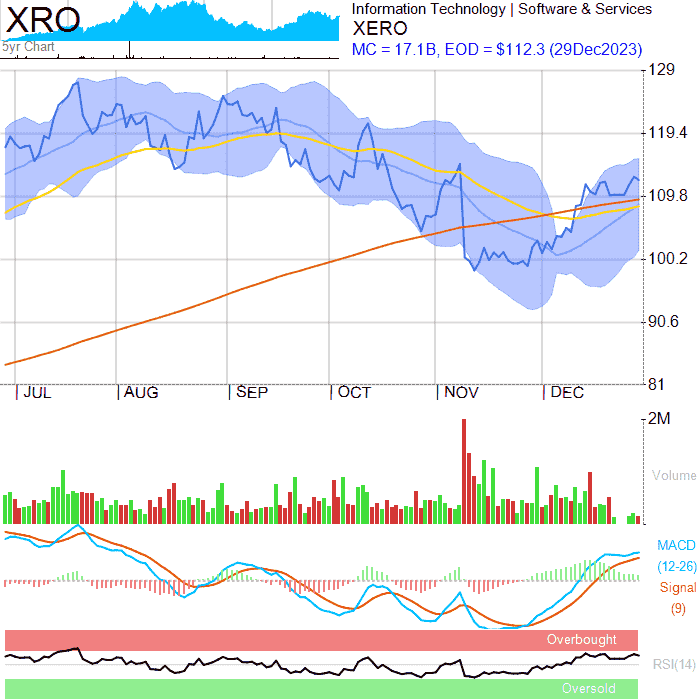 XRO
5yr Chart
Information Technology | Software & Services
XERO
MC = 17.1B, EOD = $112.3 (29Dec2023)
129
119.4
109.8
100.2
90.6
81
JUL AUG SEP OCT NOV DEC
2M
Volume
MACD
(12-26)
Signal
(9)
Overbought
RSI(14)
Oversold